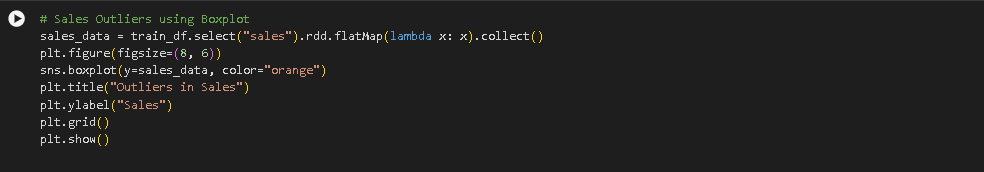 # Sales Outliers using Boxplot
sales_data = train_df.select("sales").rdd.flatMap(lambda x: x).collect()
plt.figure(figsize=(8, 6))
sns.boxplot(y=sales_data, color="orange")
plt.title("Outliers in Sales")
plt.ylabel("Sales")
plt.grid()
plt.show()